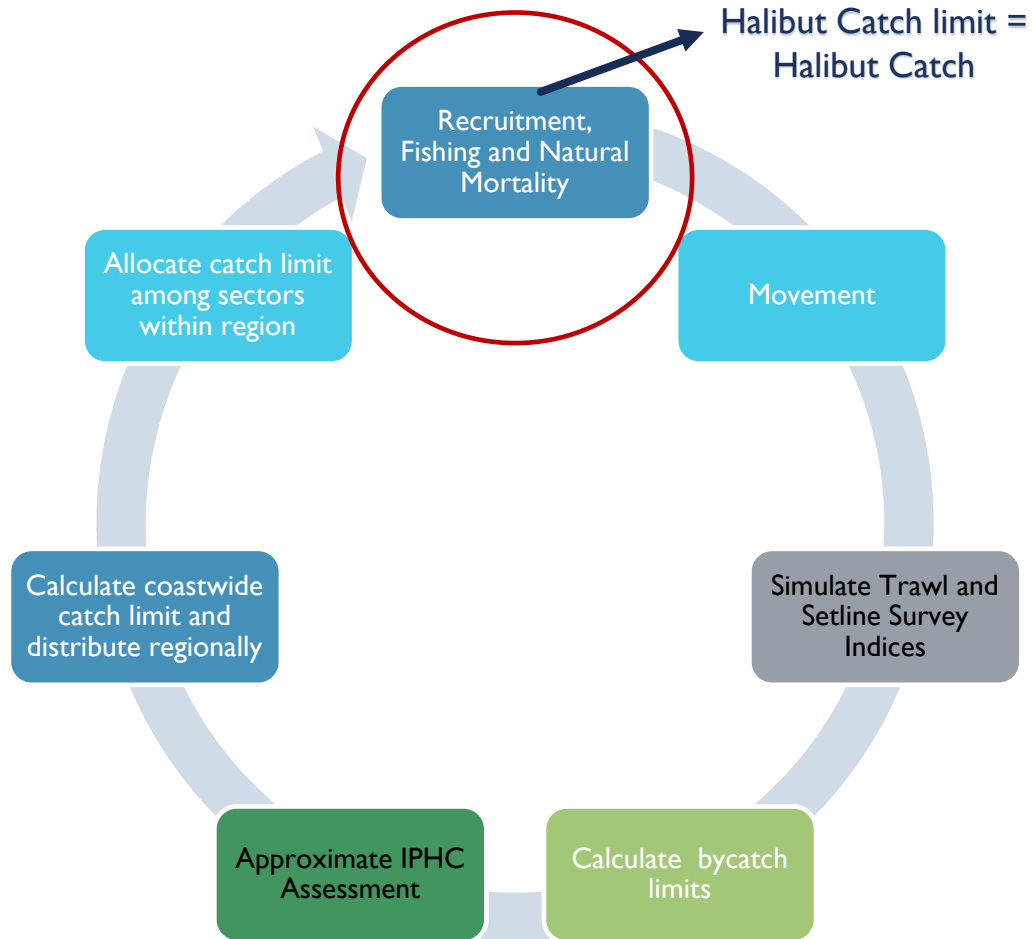 Halibut Catch limit =
Halibut Catch
Recruitment,
Fishing and Natural
Mortality
Movement
Simulate Trawl and
Setline Survey
Indices
Calculate bycatch
limits
Approximate IPHC
Assessment
Calculate coastwide
catch limit and
distribute regionally
Allocate catch limit
among sectors
within region